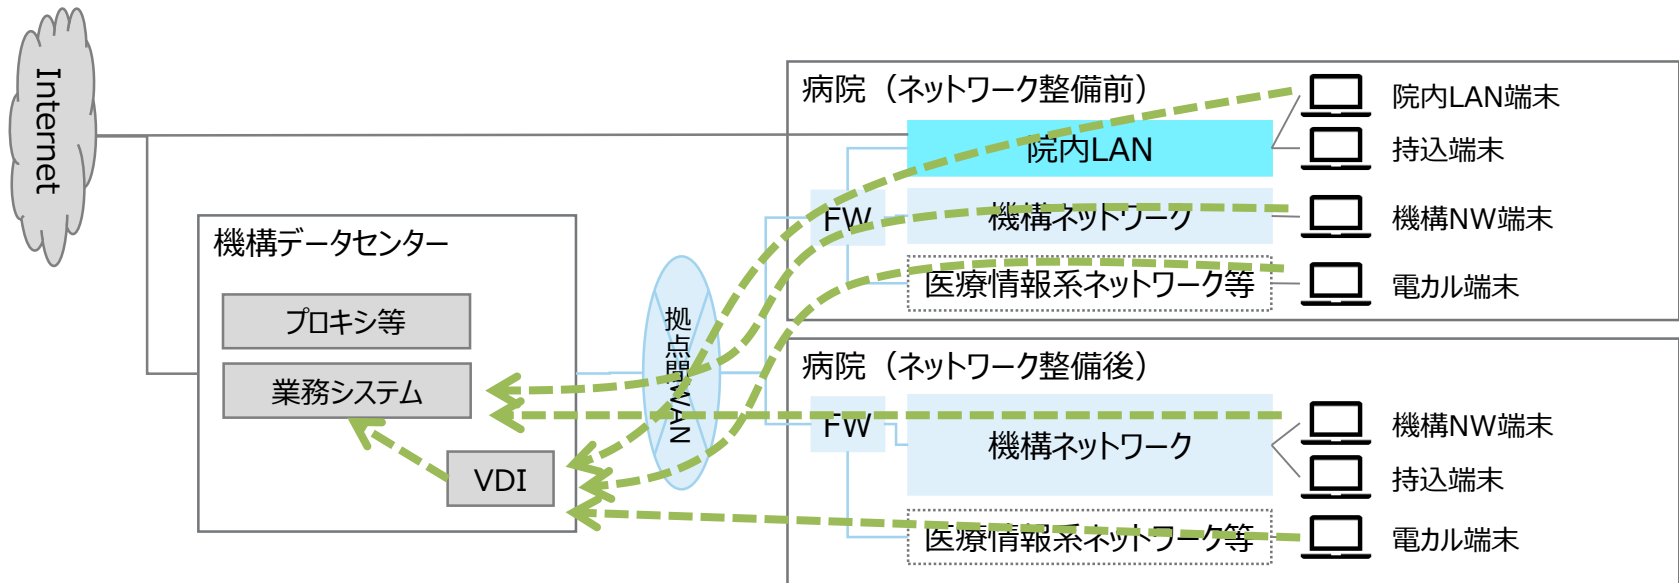 Internet
機構データセンター
プロキシ等
業務システム
VDI
拠点間WAN
病院（ネットワーク整備前）
院内LAN
FW
機構ネットワーク
医療情報系ネットワーク等
院内LAN端末
持込端末
機構NW端末
電カル端末
病院（ネットワーク整備後）
FW
機構ネットワーク
医療情報系ネットワーク等
機構NW端末
持込端末
電カル端末